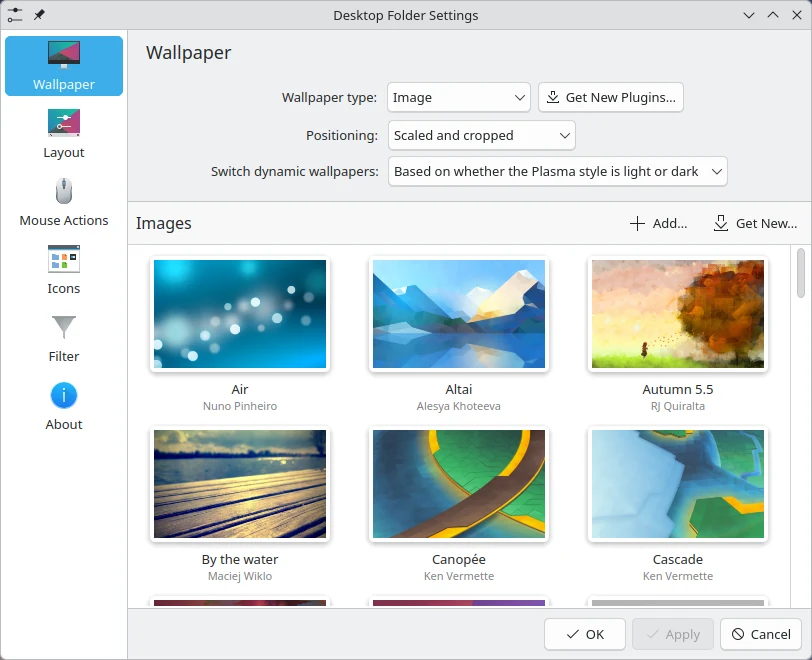 Desktop Folder Settings
Wallpaper
Layout
Mouse Actions
Icons
Filter
About
Wallpaper
Wallpaper type: Image Get New Plugins...
Positioning: Scaled and cropped
Switch dynamic wallpapers: Based on whether the Plasma style is light or dark
Images Add... Get New...
Air Altai Autumn 5.5
Nuno Pinheiro Alesya Khoteeva RJ Quiralta
By the water Canopée Cascade
Maciej Wiklo Ken Vermette Ken Vermette
OK Apply Cancel